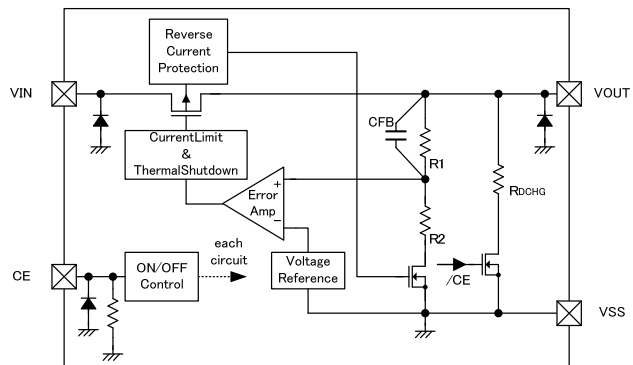 Reverse
Current
Protection
VIN
VOUT
CFB
CurrentLimit
&
ThermalShutdown
R1
RDCHG
+
Error
Amp
−
R2
each
circuit
Voltage
Reference
CE
ON/OFF
Control
/CE
VSS